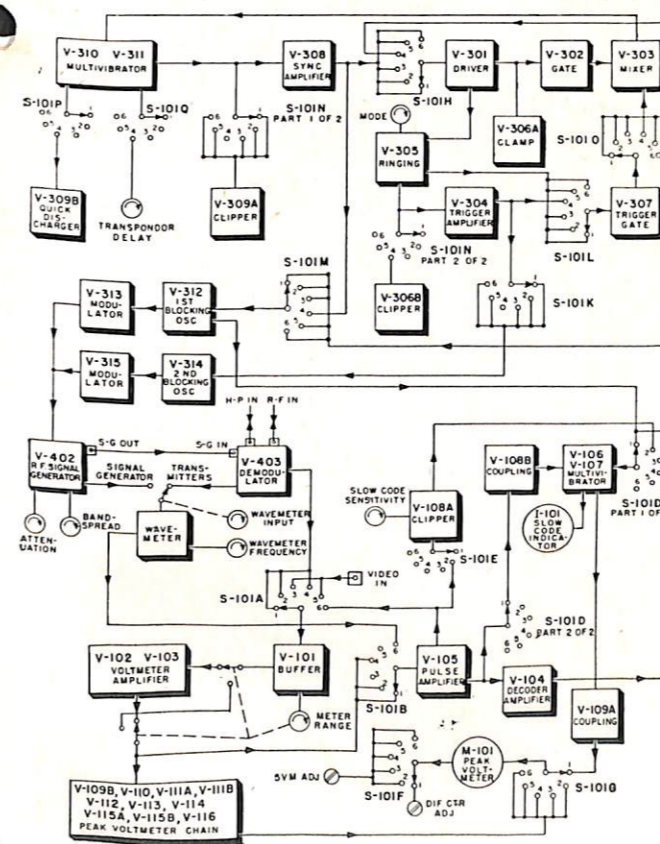 V-310 V-311
MULTIVIBRATOR
V-308
SYNC
AMPLIFIER
V-301
DRIVER
V-302
GATE
V-303
MIXER
S-101P
S-101Q
S-101N
PART 1 OF 2
S-101H
MODE
V-306A
CLAMP
S-101O
V-305
RINGING
V-309B
QUICK
DIS-
CHARGER
TRANSPONDOR
DELAY
V-309A
CLIPPER
V-304
TRIGGER
AMPLIFIER
V-307
TRIGGER
GATE
S-101N
PART 2 OF 2
S-101L
S-101M
V-306B
CLIPPER
S-101K
V-313
MODU-
LATOR
V-312
1ST
BLOCKING
OSC
V-315
MODU-
LATOR
V-314
2ND
BLOCKING
OSC
H-P IN R-F IN
V-402
R.F. SIGNAL
GENERATOR
S-G OUT
S-G IN
V-403
DEMODU-
LATOR
SIGNAL
GENERATOR
TRANS-
MITTERS
ATTEN-
UATION
BAND-
SPREAD
WAVE-
METER
WAVEMETER
INPUT
WAVEMETER
FREQUENCY
SLOW CODE
SENSITIVITY
V-108A
CLIPPER
V-108B
COUPLING
V-106
V-107
MULTIVI-
BRATOR
I-101
SLOW
CODE
INDICA-
TOR
S-101D
PART 1 OF
S-101E
S-101A
VIDEO
IN
S-101D
PART 2 OF 2
V-102 V-103
VOLTMETER
AMPLIFIER
V-101
BUFFER
METER
RANGE
S-101B
V-105
PULSE
AMPLIFIER
V-104
DECODER
AMPLIFIER
V-109A
COUPLING
5VM ADJ
S-101F
M-101
PEAK
VOLT-
METER
DIF CTR
ADJ
S-101G
V-109B, V-110, V-111A, V-111B
V-112, V-113, V-114
V-115A, V-115B, V-116
PEAK VOLTMETER CHAIN